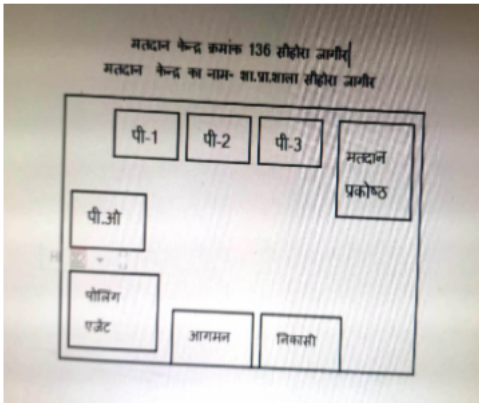 मतदान केन्द्र क्रमांक 136 सीहोरा जागीर
मतदान केन्द्र का नाम- शा.प्रा.शाला सीहोरा जागीर
पी-1 पी-2 पी-3
मतदान
प्रकोष्ठ
पी.ओ
पोलिंग
एजेंट
आगमन निकासी